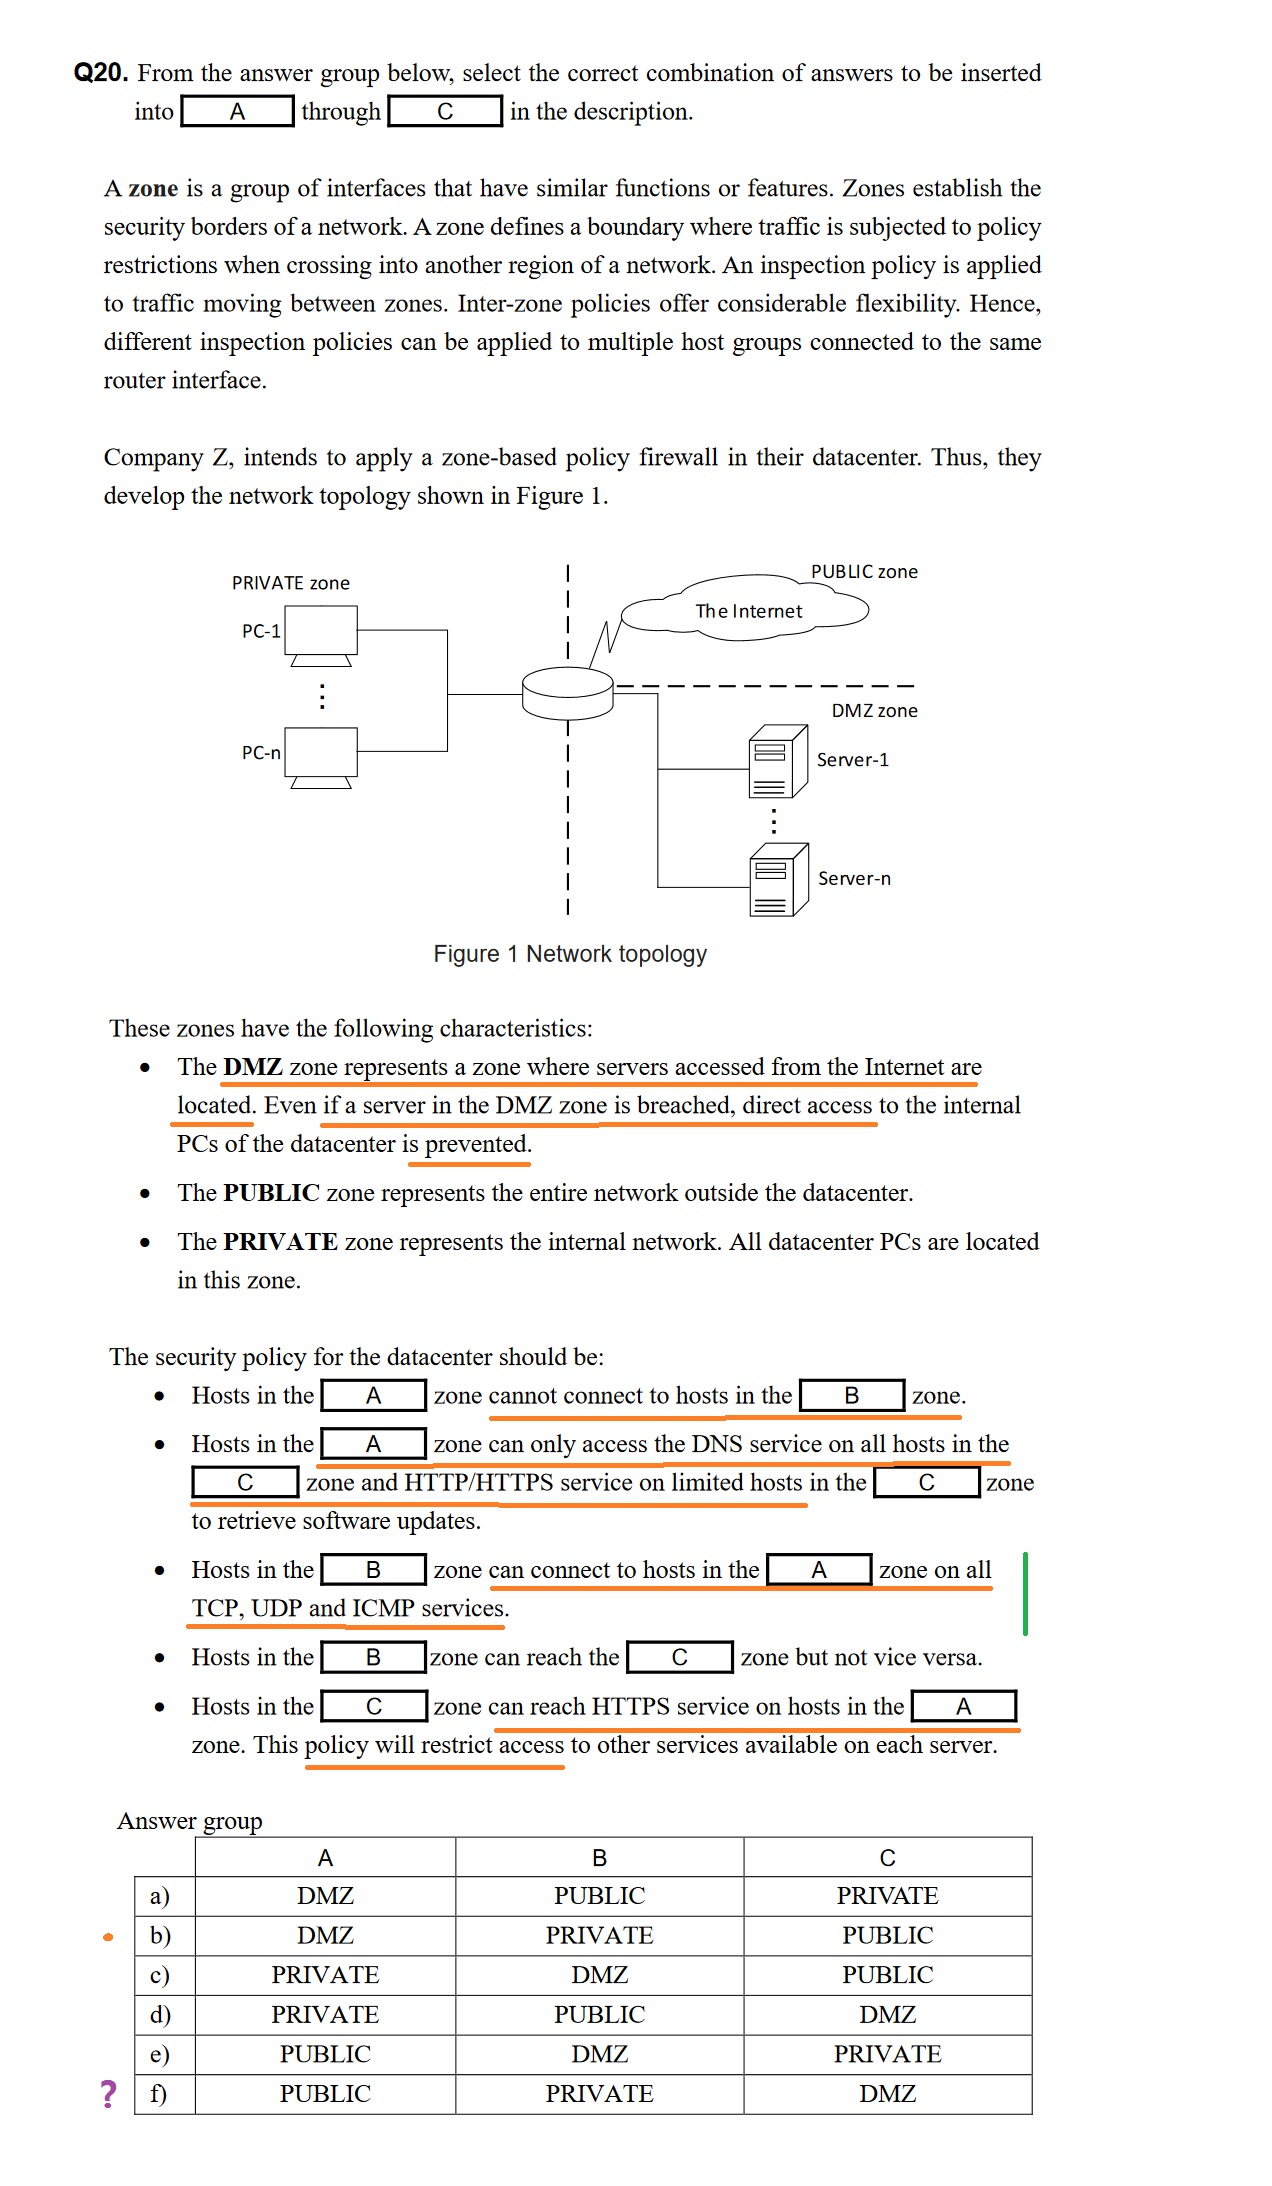 Q20. From the answer group below, select the correct combination of answers to be inserted
into A through C in the description.
A zone is a group of interfaces that have similar functions or features. Zones establish the
security borders of a network. A zone defines a boundary where traffic is subjected to policy
restrictions when crossing into another region of a network. An inspection policy is applied
to traffic moving between zones. Inter-zone policies offer considerable flexibility. Hence,
different inspection policies can be applied to multiple host groups connected to the same
router interface.
Company Z, intends to apply a zone-based policy firewall in their datacenter. Thus, they
develop the network topology shown in Figure 1.
PUBLIC zone
PRIVATE zone
The Internet
PC-1
⋮
DMZ zone
PC-n
Server-1
⋮
Server-n
Figure 1 Network topology
These zones have the following characteristics:
• The DMZ zone represents a zone where servers accessed from the Internet are
located. Even if a server in the DMZ zone is breached, direct access to the internal
PCs of the datacenter is prevented.
• The PUBLIC zone represents the entire network outside the datacenter.
• The PRIVATE zone represents the internal network. All datacenter PCs are located
in this zone.
The security policy for the datacenter should be:
• Hosts in the A zone cannot connect to hosts in the B zone.
• Hosts in the A zone can only access the DNS service on all hosts in the
C zone and HTTP/HTTPS service on limited hosts in the C zone
to retrieve software updates.
• Hosts in the B zone can connect to hosts in the A zone on all
TCP, UDP and ICMP services.
• Hosts in the B zone can reach the C zone but not vice versa.
• Hosts in the C zone can reach HTTPS service on hosts in the A
zone. This policy will restrict access to other services available on each server.
Answer group
A B C
a) DMZ PUBLIC PRIVATE
b) DMZ PRIVATE PUBLIC
c) PRIVATE DMZ PUBLIC
d) PRIVATE PUBLIC DMZ
e) PUBLIC DMZ PRIVATE
? f) PUBLIC PRIVATE DMZ